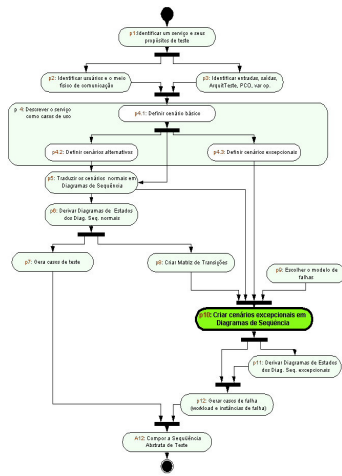 p1:Identificar um serviço e seus
propósitos de teste
p2: Identificar usuários e o meio
físico de comunicação
p3: Identificar entradas, saídas,
ArquiTeste, PCO, var op.
p 4: Descrever o serviço
como casos de uso
p4.1: Definir cenário básico
p4.2: Definir cenários alternativos
p4.3: Definir cenários excepcionais
p5: Traduzir os cenários normais em
Diagramas de Sequência
p6: Derivar Diagramas de Estados
dos Diag. Seq. normais
p7: Gera casos de teste
p8: Criar Matriz de Transições
p9: Escolher o modelo de
falhas
p10: Criar cenários excepcionais em
Diagramas de Sequência
p11: Derivar Diagramas de Estados
dos Diag. Seq. excepcionais
p12: Gerar casos de falha
(workload e instâncias de falha)
A12: Compor a Sequüência
Abstrata de Teste